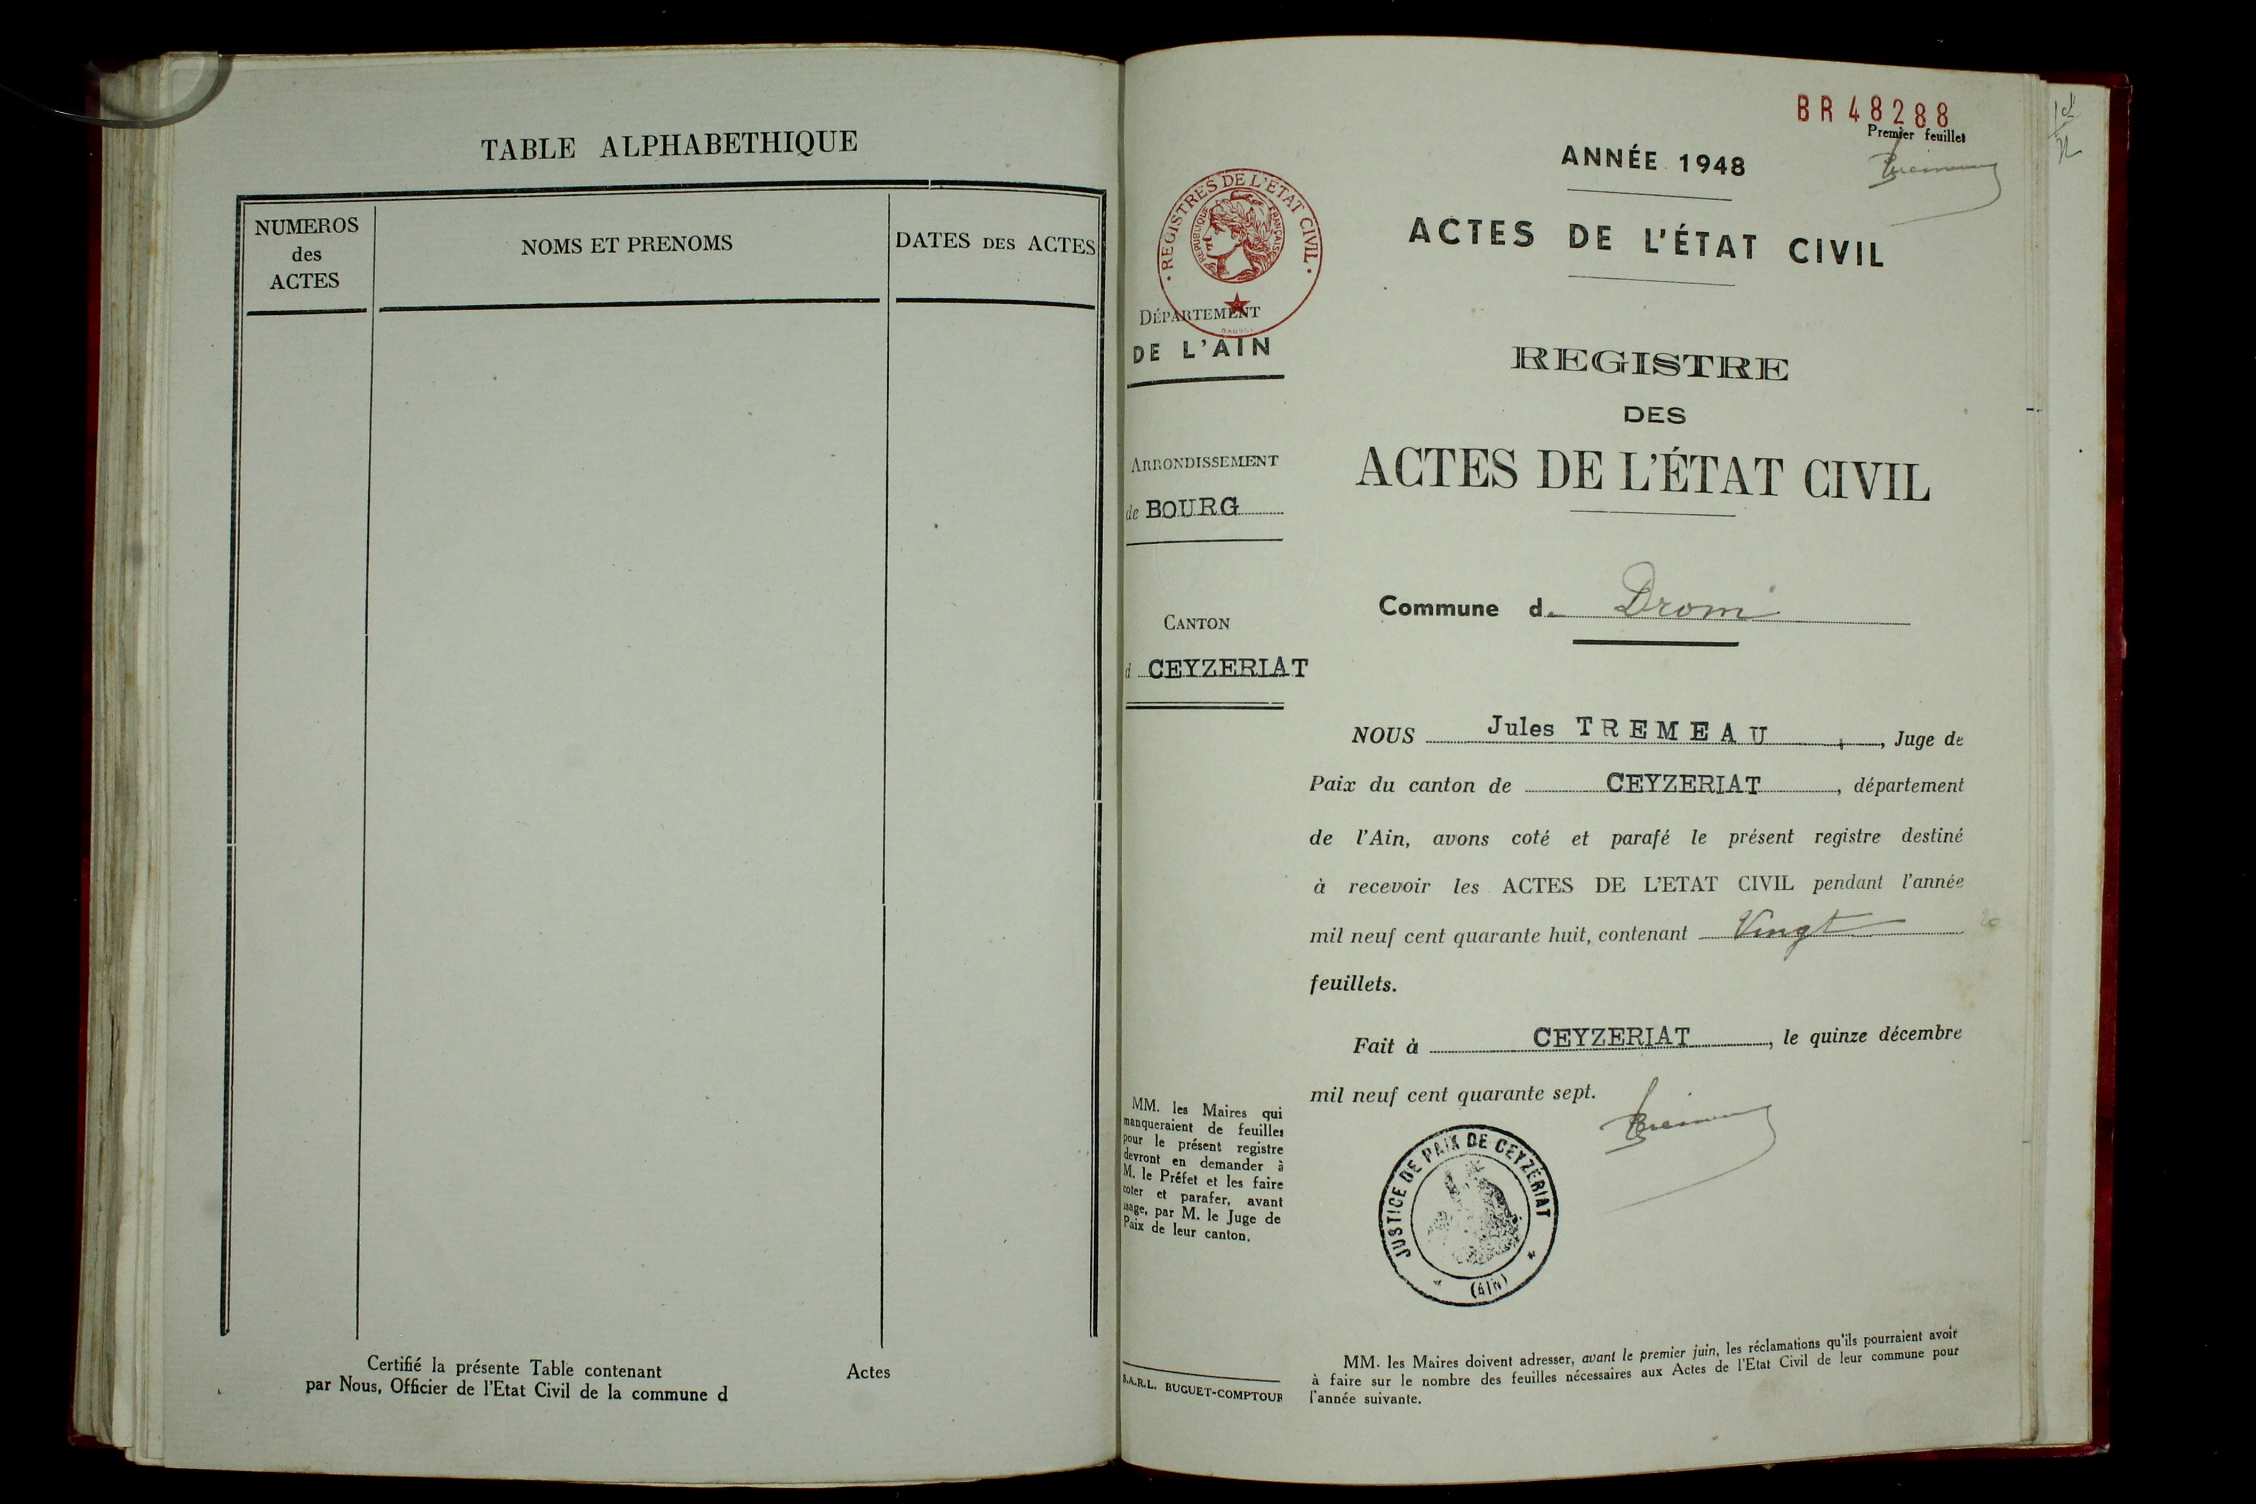 TABLE ALPHABETHIQUE
NUMEROS
des
ACTES
NOMS ET PRENOMS
DATES DES ACTES
Certifié la présente Table contenant Actes
par Nous, Officier de l'Etat Civil de la commune d
BR 48288
Premier feuillet
ANNÉE 1948
ACTES DE L'ÉTAT CIVIL
· REGISTRES DE L'ETAT CIVIL ·
REPUBLIQUE FRANÇAISE
DÉPARTEMENT
DE L'AIN
ARRONDISSEMENT
de BOURG
CANTON
d CEYZERIAT
REGISTRE
DES
ACTES DE L'ÉTAT CIVIL
Commune d. Drom
NOUS Jules TREMEAU, Juge de
Paix du canton de CEYZERIAT, département
de l'Ain, avons coté et parafé le présent registre destiné
à recevoir les ACTES DE L'ETAT CIVIL pendant l'année
mil neuf cent quarante huit, contenant Vingt 20
feuillets.
Fait à CEYZERIAT, le quinze décembre
mil neuf cent quarante sept.
JUSTICE DE PAIX DE CEYZÉRIAT
(AIN)
MM. les Maires qui
manqueraient de feuilles
pour le présent registre
devront en demander à
M. le Préfet et les faire
coter et parafer, avant
usage, par M. le Juge de
Paix de leur canton.
S.A.R.L. BUGUET-COMPTOUR
MM. les Maires doivent adresser, avant le premier juin, les réclamations qu'ils pourraient avoir
à faire sur le nombre des feuilles nécessaires aux Actes de l'Etat Civil de leur commune pour
l'année suivante.